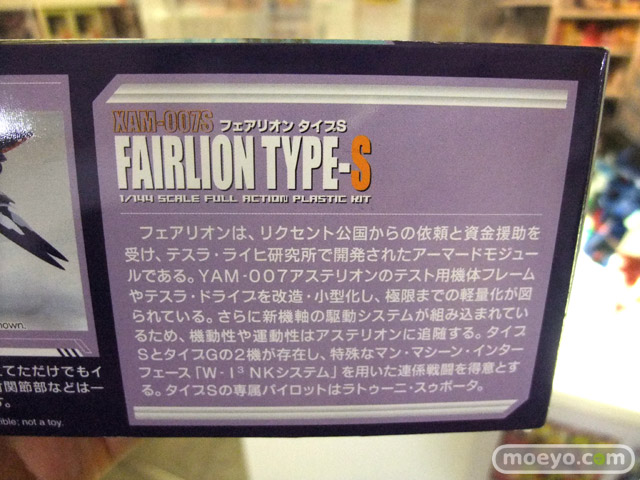 XAM-007S フェアリオン タイプS
FAIRLION TYPE-S
1/144 SCALE FULL ACTION PLASTIC KIT
フェアリオンは、リクセント公国からの依頼と資金援助を
受け、テスラ・ライヒ研究所で開発されたアーマードモジュー
ルである。YAM-007アステリオンのテスト用機体フレーム
やテスラ・ドライブを改造・小型化し、極限までの軽量化が図
られている。さらに新機軸の駆動システムが組み込まれてい
るため、機動性や運動性はアステリオンに追随する。タイプ
SとタイプGの2機が存在し、特殊なマン・マシーン・インター
フェース「W-I³ NKシステム」を用いた連係戦闘を得意とす
る。タイプSの専属パイロットはラトゥーニ・スゥボータ。
nown.
てただけでもイ
関節部などは一
す。
ible; not a toy.
moeyo.com